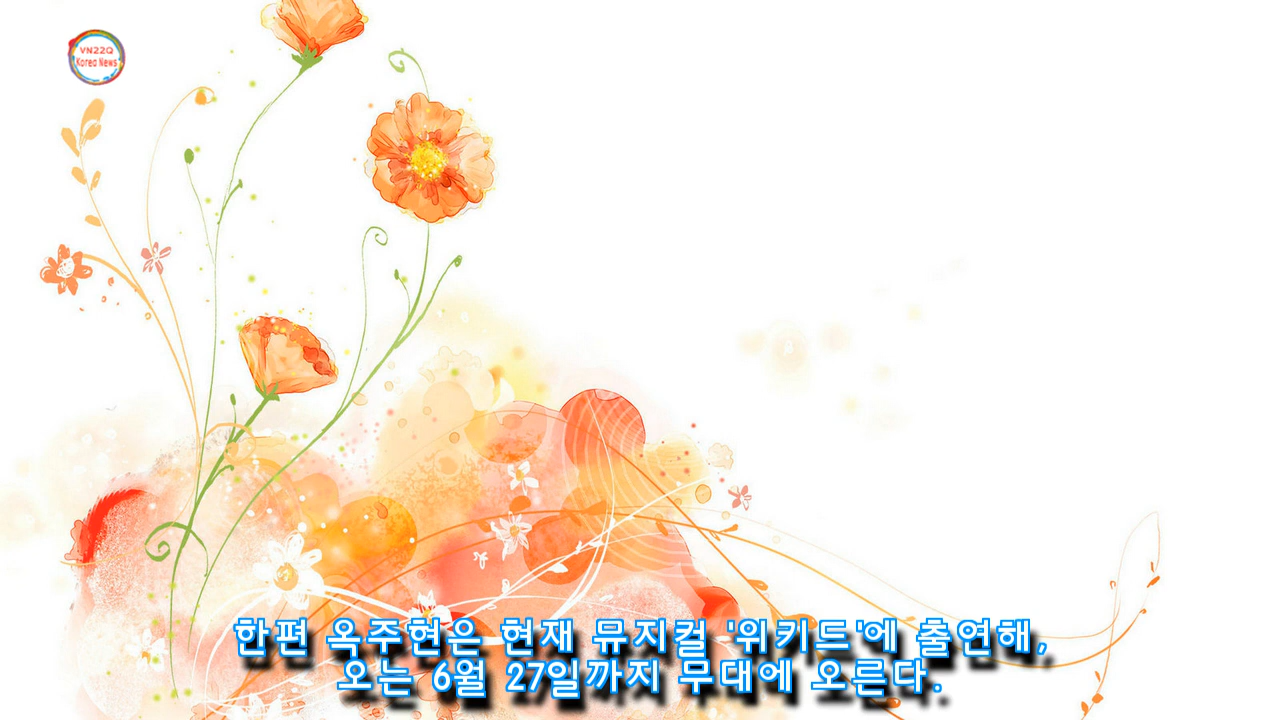 VN22Q
Korea News
한편 옥주현은 현재 뮤지컬 '위키드'에 출연해,
오는 6월 27일까지 무대에 오른다.